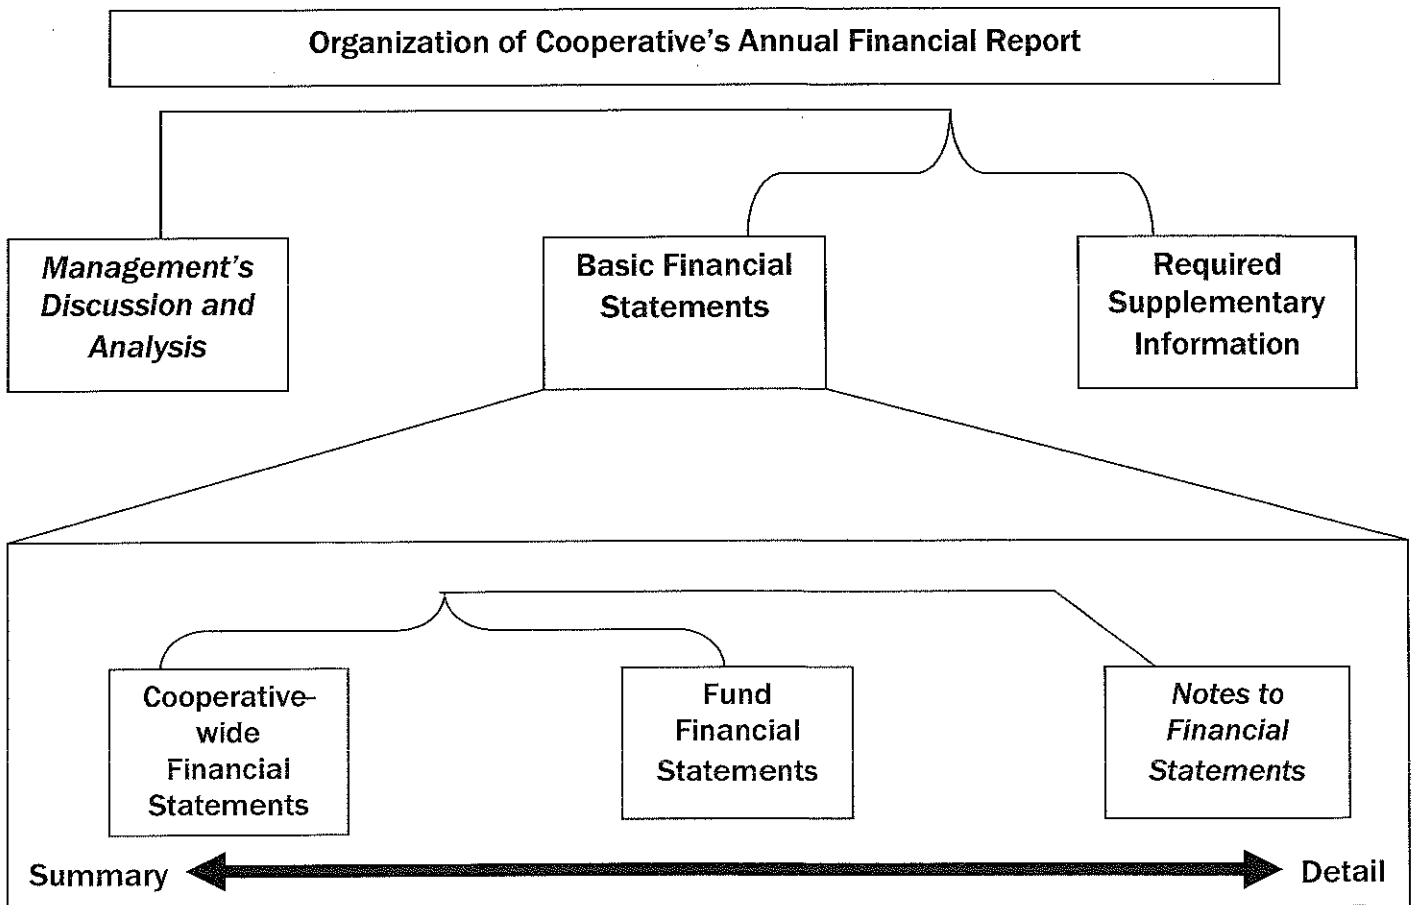 Organization of Cooperative's Annual Financial Report
Management's
Discussion and
Analysis
Basic Financial
Statements
Required
Supplementary
Information
Cooperative-
wide
Financial
Statements
Fund
Financial
Statements
Notes to
Financial
Statements
Summary
Detail